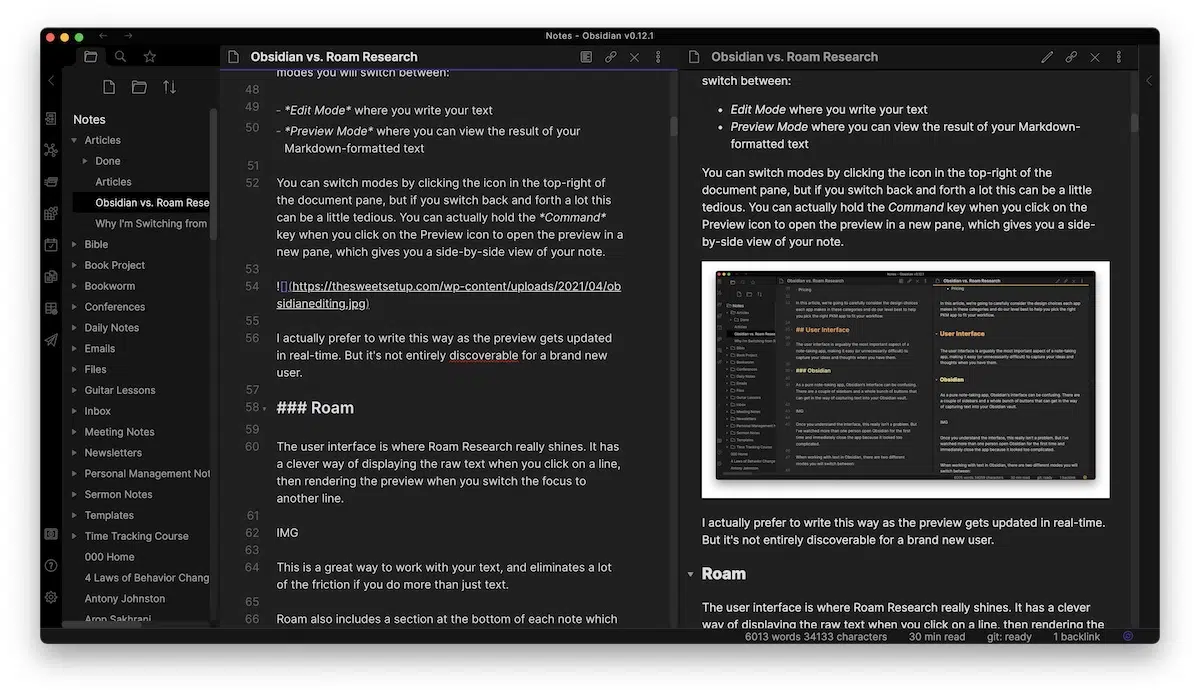 Notes - Obsidian v0.12.1
Notes
Articles
Done
Articles
Obsidian vs. Roam Rese
Why I'm Switching from
Bible
Book Project
Bookworm
Conferences
Daily Notes
Emails
Files
Guitar Lessons
Inbox
Meeting Notes
Newsletters
Personal Management Not
Sermon Notes
Templates
Time Tracking Course
000 Home
4 Laws of Behavior Chang
Antony Johnston
Aron Sakhrani
Obsidian vs. Roam Research
modes you will switch between:
48
49 - *Edit Mode* where you write your text
50 - *Preview Mode* where you can view the result of your
Markdown-formatted text
51
52 You can switch modes by clicking the icon in the top-right of
the document pane, but if you switch back and forth a lot this
can be a little tedious. You can actually hold the *Command*
key when you click on the Preview icon to open the preview in a
new pane, which gives you a side-by-side view of your note.
53
54 ![](https://thesweetsetup.com/wp-content/uploads/2021/04/ob
sidianediting.jpg)
55
56 I actually prefer to write this way as the preview gets updated
in real-time. But it's not entirely discoverable for a brand new
user.
57
58 ### Roam
59
60 The user interface is where Roam Research really shines. It has
a clever way of displaying the raw text when you click on a line,
then rendering the preview when you switch the focus to
another line.
61
62 IMG
63
64 This is a great way to work with your text, and eliminates a lot
of the friction if you do more than just text.
65
66 Roam also includes a section at the bottom of each note which
Obsidian vs. Roam Research
switch between:
• Edit Mode where you write your text
• Preview Mode where you can view the result of your Markdown-
formatted text
You can switch modes by clicking the icon in the top-right of the
document pane, but if you switch back and forth a lot this can be a little
tedious. You can actually hold the Command key when you click on the
Preview icon to open the preview in a new pane, which gives you a side-
by-side view of your note.
## User Interface
### Obsidian
User Interface
Obsidian
I actually prefer to write this way as the preview gets updated in real-time.
But it's not entirely discoverable for a brand new user.
Roam
The user interface is where Roam Research really shines. It has a clever
way of displaying the raw text when you click on a line, then rendering the
6013 words 34133 characters
30 min read
git: ready
1 backlink